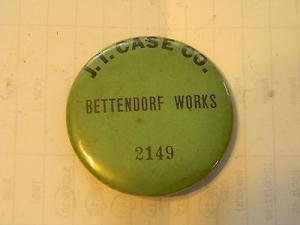 J. I. CASE CO.
BETTENDORF WORKS
2149